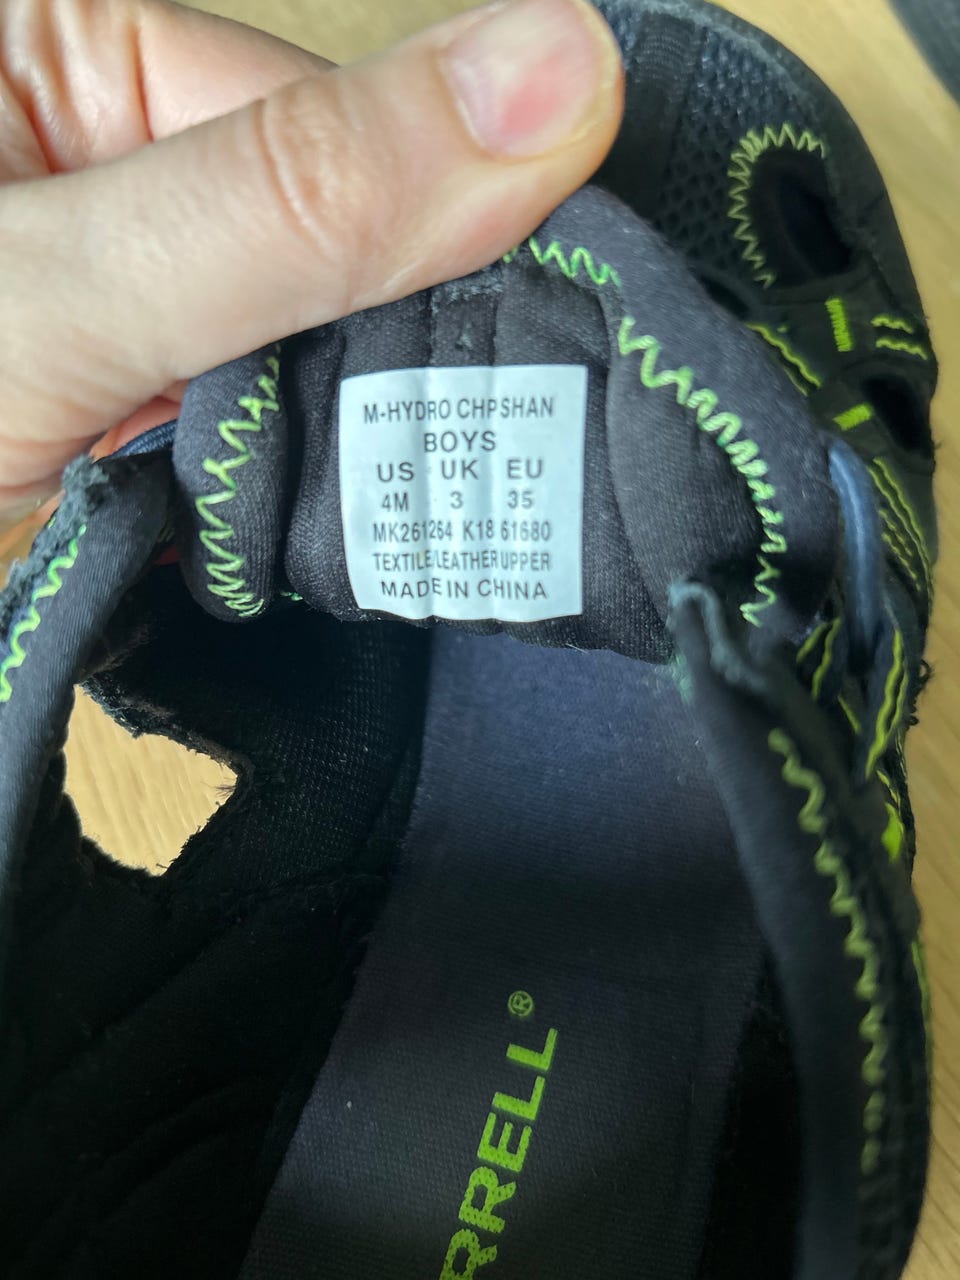 M-HYDRO CHPSHAN
BOYS
US UK EU
4M 3 35
MK261264 K18 61680
TEXTILE/LEATHER UPPER
MADE IN CHINA
RRELL®